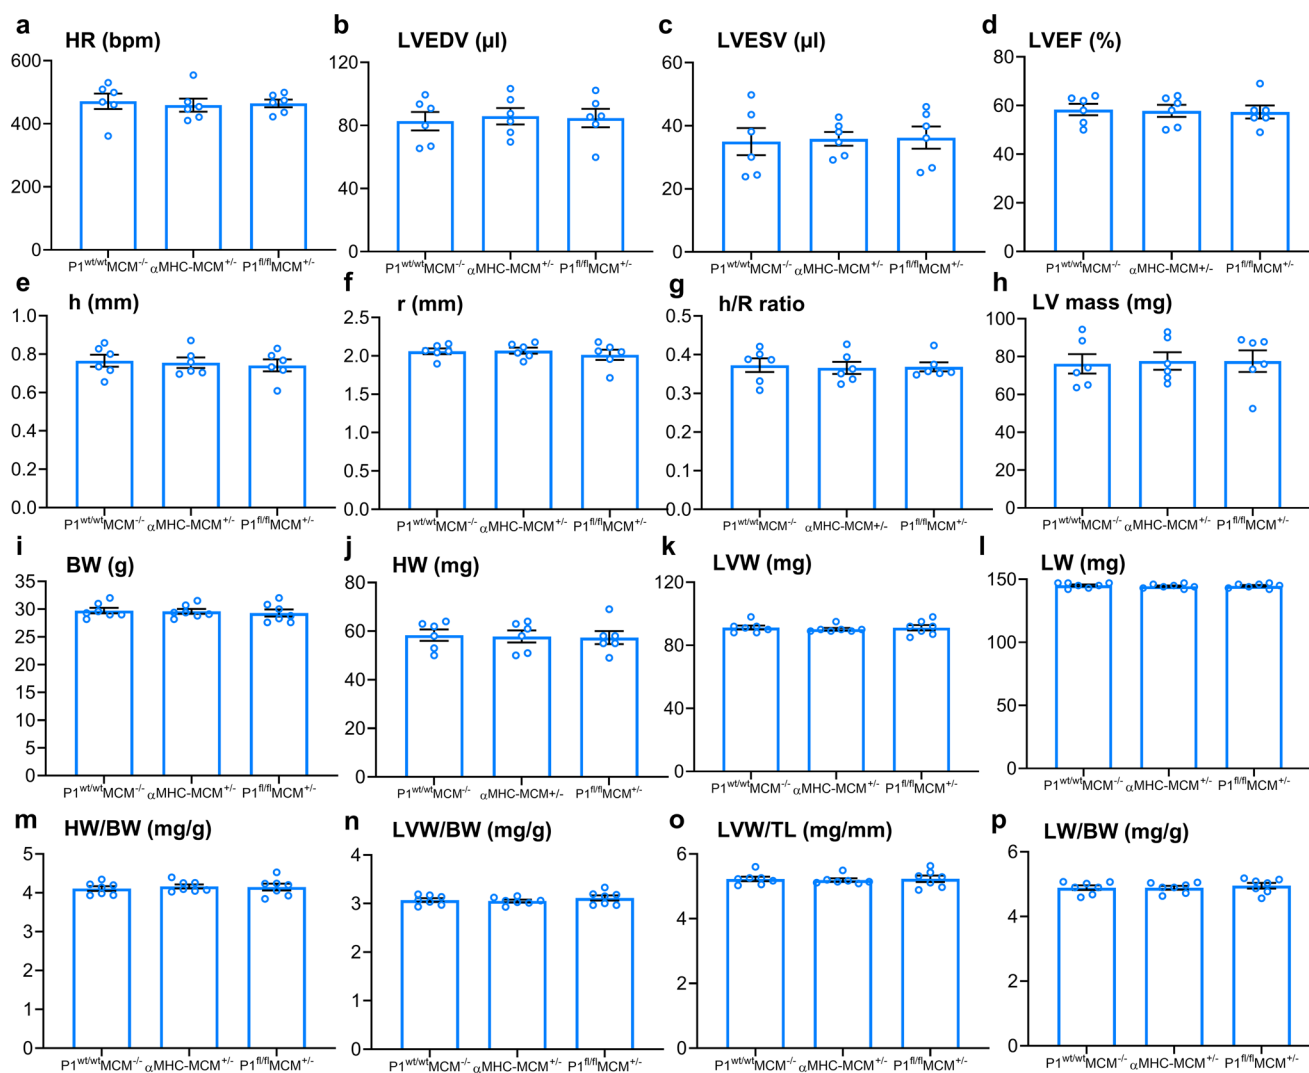 a HR (bpm)
600
400
200
0
P1wt/wtMCM-/- αMHC-MCM+/- P1fl/flMCM+/-
b LVEDV (µl)
120
80
40
0
P1wt/wtMCM-/- αMHC-MCM+/- P1fl/flMCM+/-
c LVESV (µl)
60
40
20
0
P1wt/wtMCM-/- αMHC-MCM+/- P1fl/flMCM+/-
d LVEF (%)
80
60
40
20
0
P1wt/wtMCM-/- αMHC-MCM+/- P1fl/flMCM+/-
e h (mm)
1.0
0.8
0.6
0.4
0.2
0.0
P1wt/wtMCM-/- αMHC-MCM+/- P1fl/flMCM+/-
f r (mm)
2.5
2.0
1.5
1.0
0.5
0.0
P1wt/wtMCM-/- αMHC-MCM+/- P1fl/flMCM+/-
g h/R ratio
0.5
0.4
0.3
0.2
0.1
0.0
P1wt/wtMCM-/- αMHC-MCM+/- P1fl/flMCM+/-
h LV mass (mg)
100
80
60
40
20
0
P1wt/wtMCM-/- αMHC-MCM+/- P1fl/flMCM+/-
i BW (g)
35
30
25
20
15
10
5
0
P1wt/wtMCM-/- αMHC-MCM+/- P1fl/flMCM+/-
j HW (mg)
80
60
40
20
0
P1wt/wtMCM-/- αMHC-MCM+/- P1fl/flMCM+/-
k LVW (mg)
120
80
40
0
P1wt/wtMCM-/- αMHC-MCM+/- P1fl/flMCM+/-
l LW (mg)
150
100
50
0
P1wt/wtMCM-/- αMHC-MCM+/- P1fl/flMCM+/-
m HW/BW (mg/g)
5
4
3
2
1
0
P1wt/wtMCM-/- αMHC-MCM+/- P1fl/flMCM+/-
n LVW/BW (mg/g)
4
3
2
1
0
P1wt/wtMCM-/- αMHC-MCM+/- P1fl/flMCM+/-
o LVW/TL (mg/mm)
6
4
2
0
P1wt/wtMCM-/- αMHC-MCM+/- P1fl/flMCM+/-
p LW/BW (mg/g)
6
4
2
0
P1wt/wtMCM-/- αMHC-MCM+/- P1fl/flMCM+/-